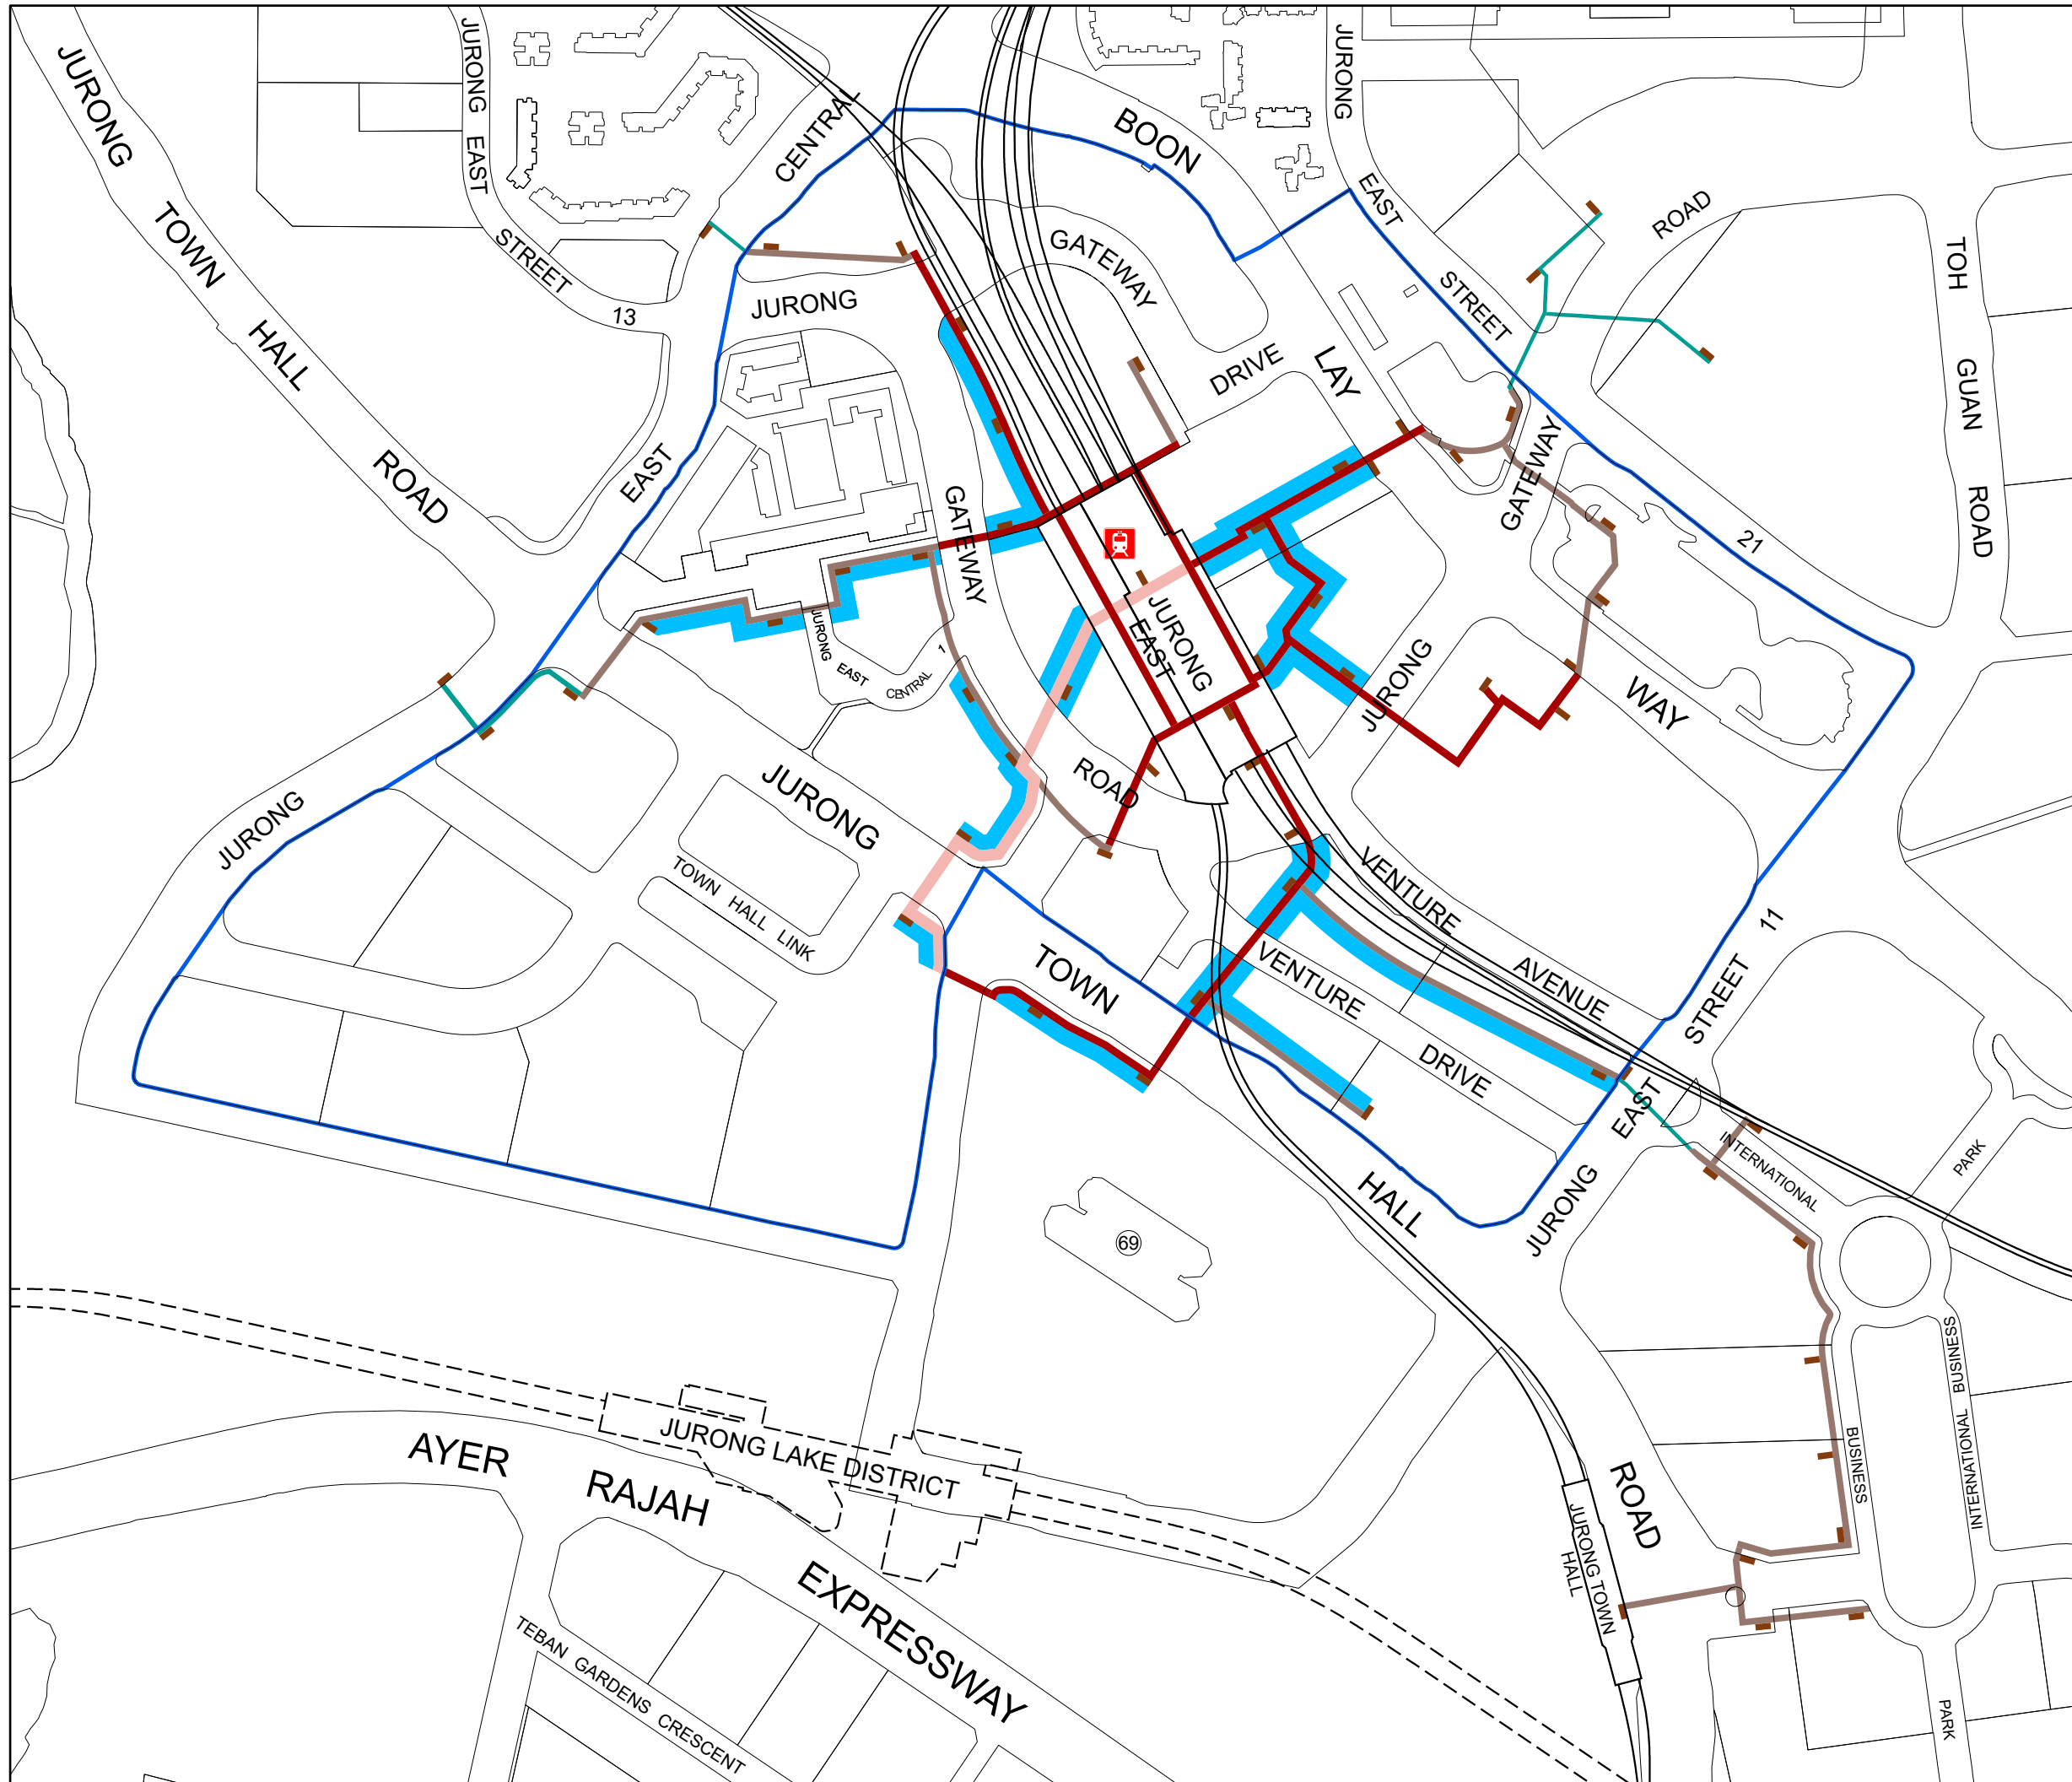 JURONG
TOWN
HALL
ROAD
JURONG
EAST
STREET
13
CENTRAL
JURONG
EAST
JURONG
BOON
LAY
WAY
GATEWAY
DRIVE
JURONG
EAST
STREET
21
ROAD
GATEWAY
TOH
GUAN
ROAD
GATEWAY
ROAD
JURONG
EAST
JURONG
EAST
CENTRAL
1
JURONG
JURONG
TOWN
HALL
ROAD
JURONG
TOWN HALL LINK
VENTURE
AVENUE
VENTURE
DRIVE
JURONG
EAST
STREET
11
INTERNATIONAL
BUSINESS
PARK
INTERNATIONAL BUSINESS
PARK
69
JURONG LAKE DISTRICT
JURONG TOWN
HALL
AYER
RAJAH
EXPRESSWAY
TEBAN GARDENS CRESCENT